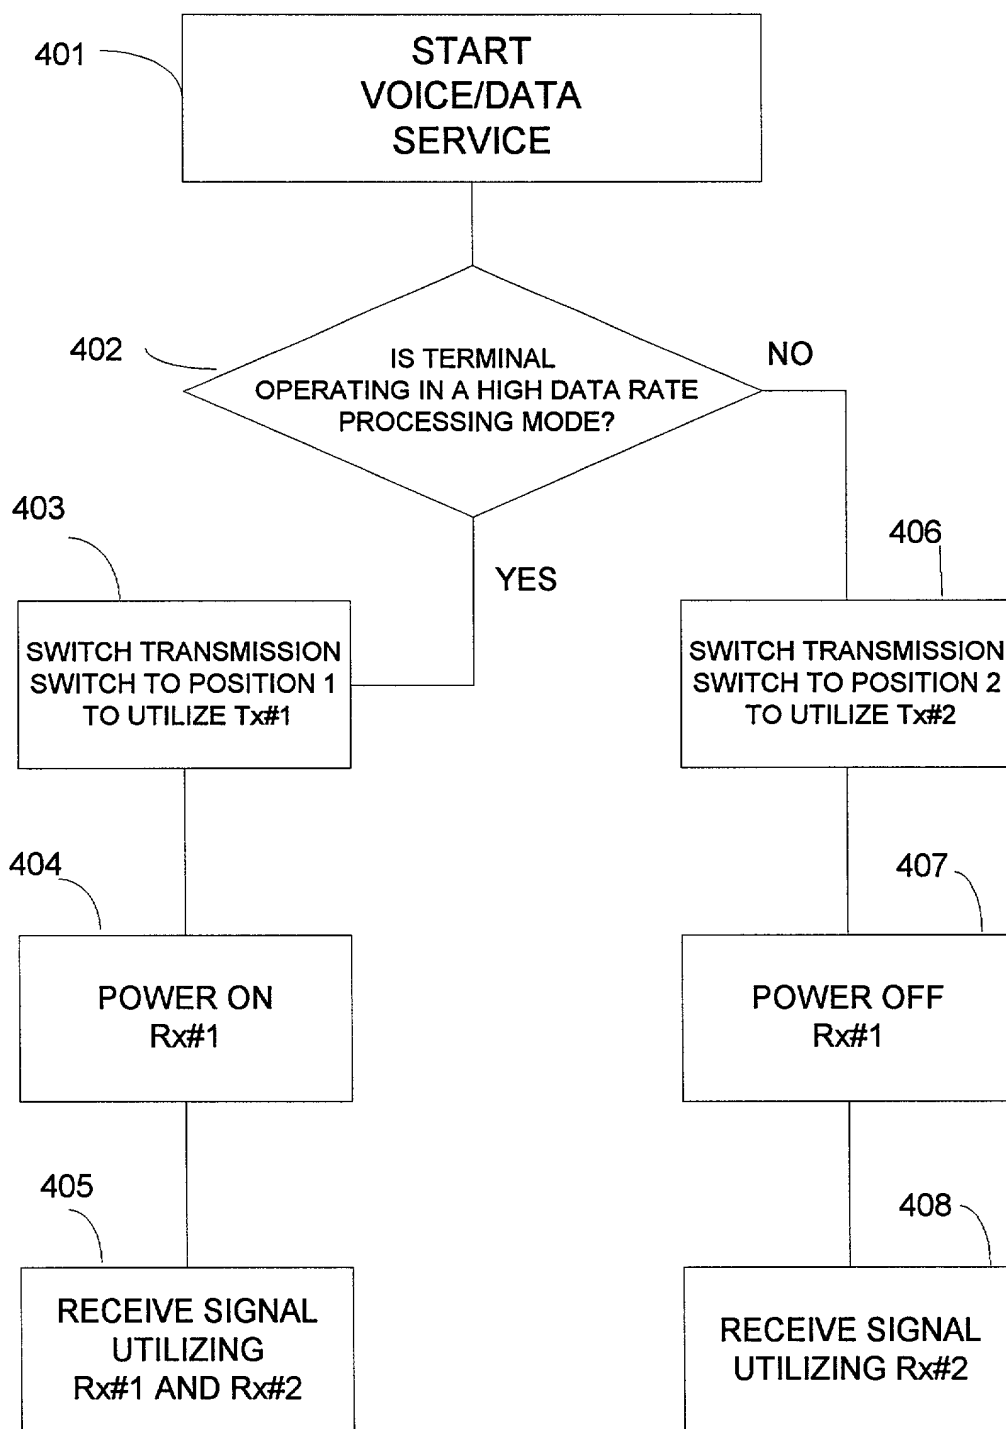 401
START
VOICE/DATA
SERVICE
402
IS TERMINAL
OPERATING IN A HIGH DATA RATE
PROCESSING MODE?
NO
YES
403
SWITCH TRANSMISSION
SWITCH TO POSITION 1
TO UTILIZE Tx#1
406
SWITCH TRANSMISSION
SWITCH TO POSITION 2
TO UTILIZE Tx#2
404
POWER ON
Rx#1
407
POWER OFF
Rx#1
405
RECEIVE SIGNAL
UTILIZING
Rx#1 AND Rx#2
408
RECEIVE SIGNAL
UTILIZING Rx#2